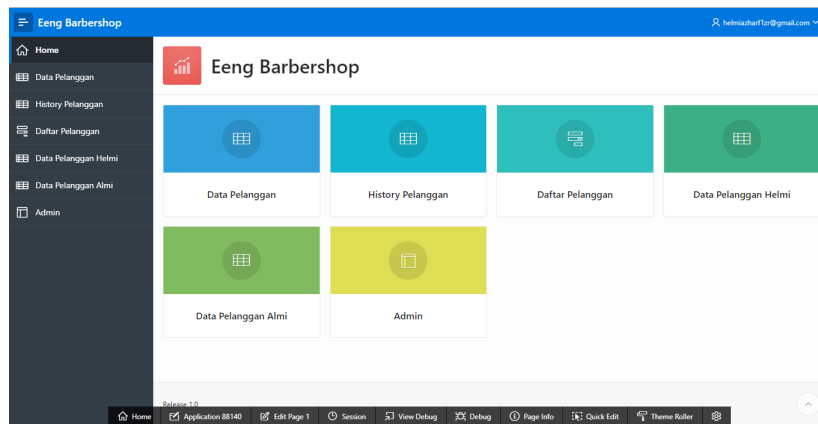 Eeng Barbershop
helmiazharf1zr@gmail.com
Home
Data Pelanggan
History Pelanggan
Daftar Pelanggan
Data Pelanggan Helmi
Data Pelanggan Almi
Admin
Eeng Barbershop
Data Pelanggan
History Pelanggan
Daftar Pelanggan
Data Pelanggan Helmi
Data Pelanggan Almi
Admin
Release 1.0
Home
Application 88140
Edit Page 1
Session
View Debug
Debug
Page Info
Quick Edit
Theme Roller